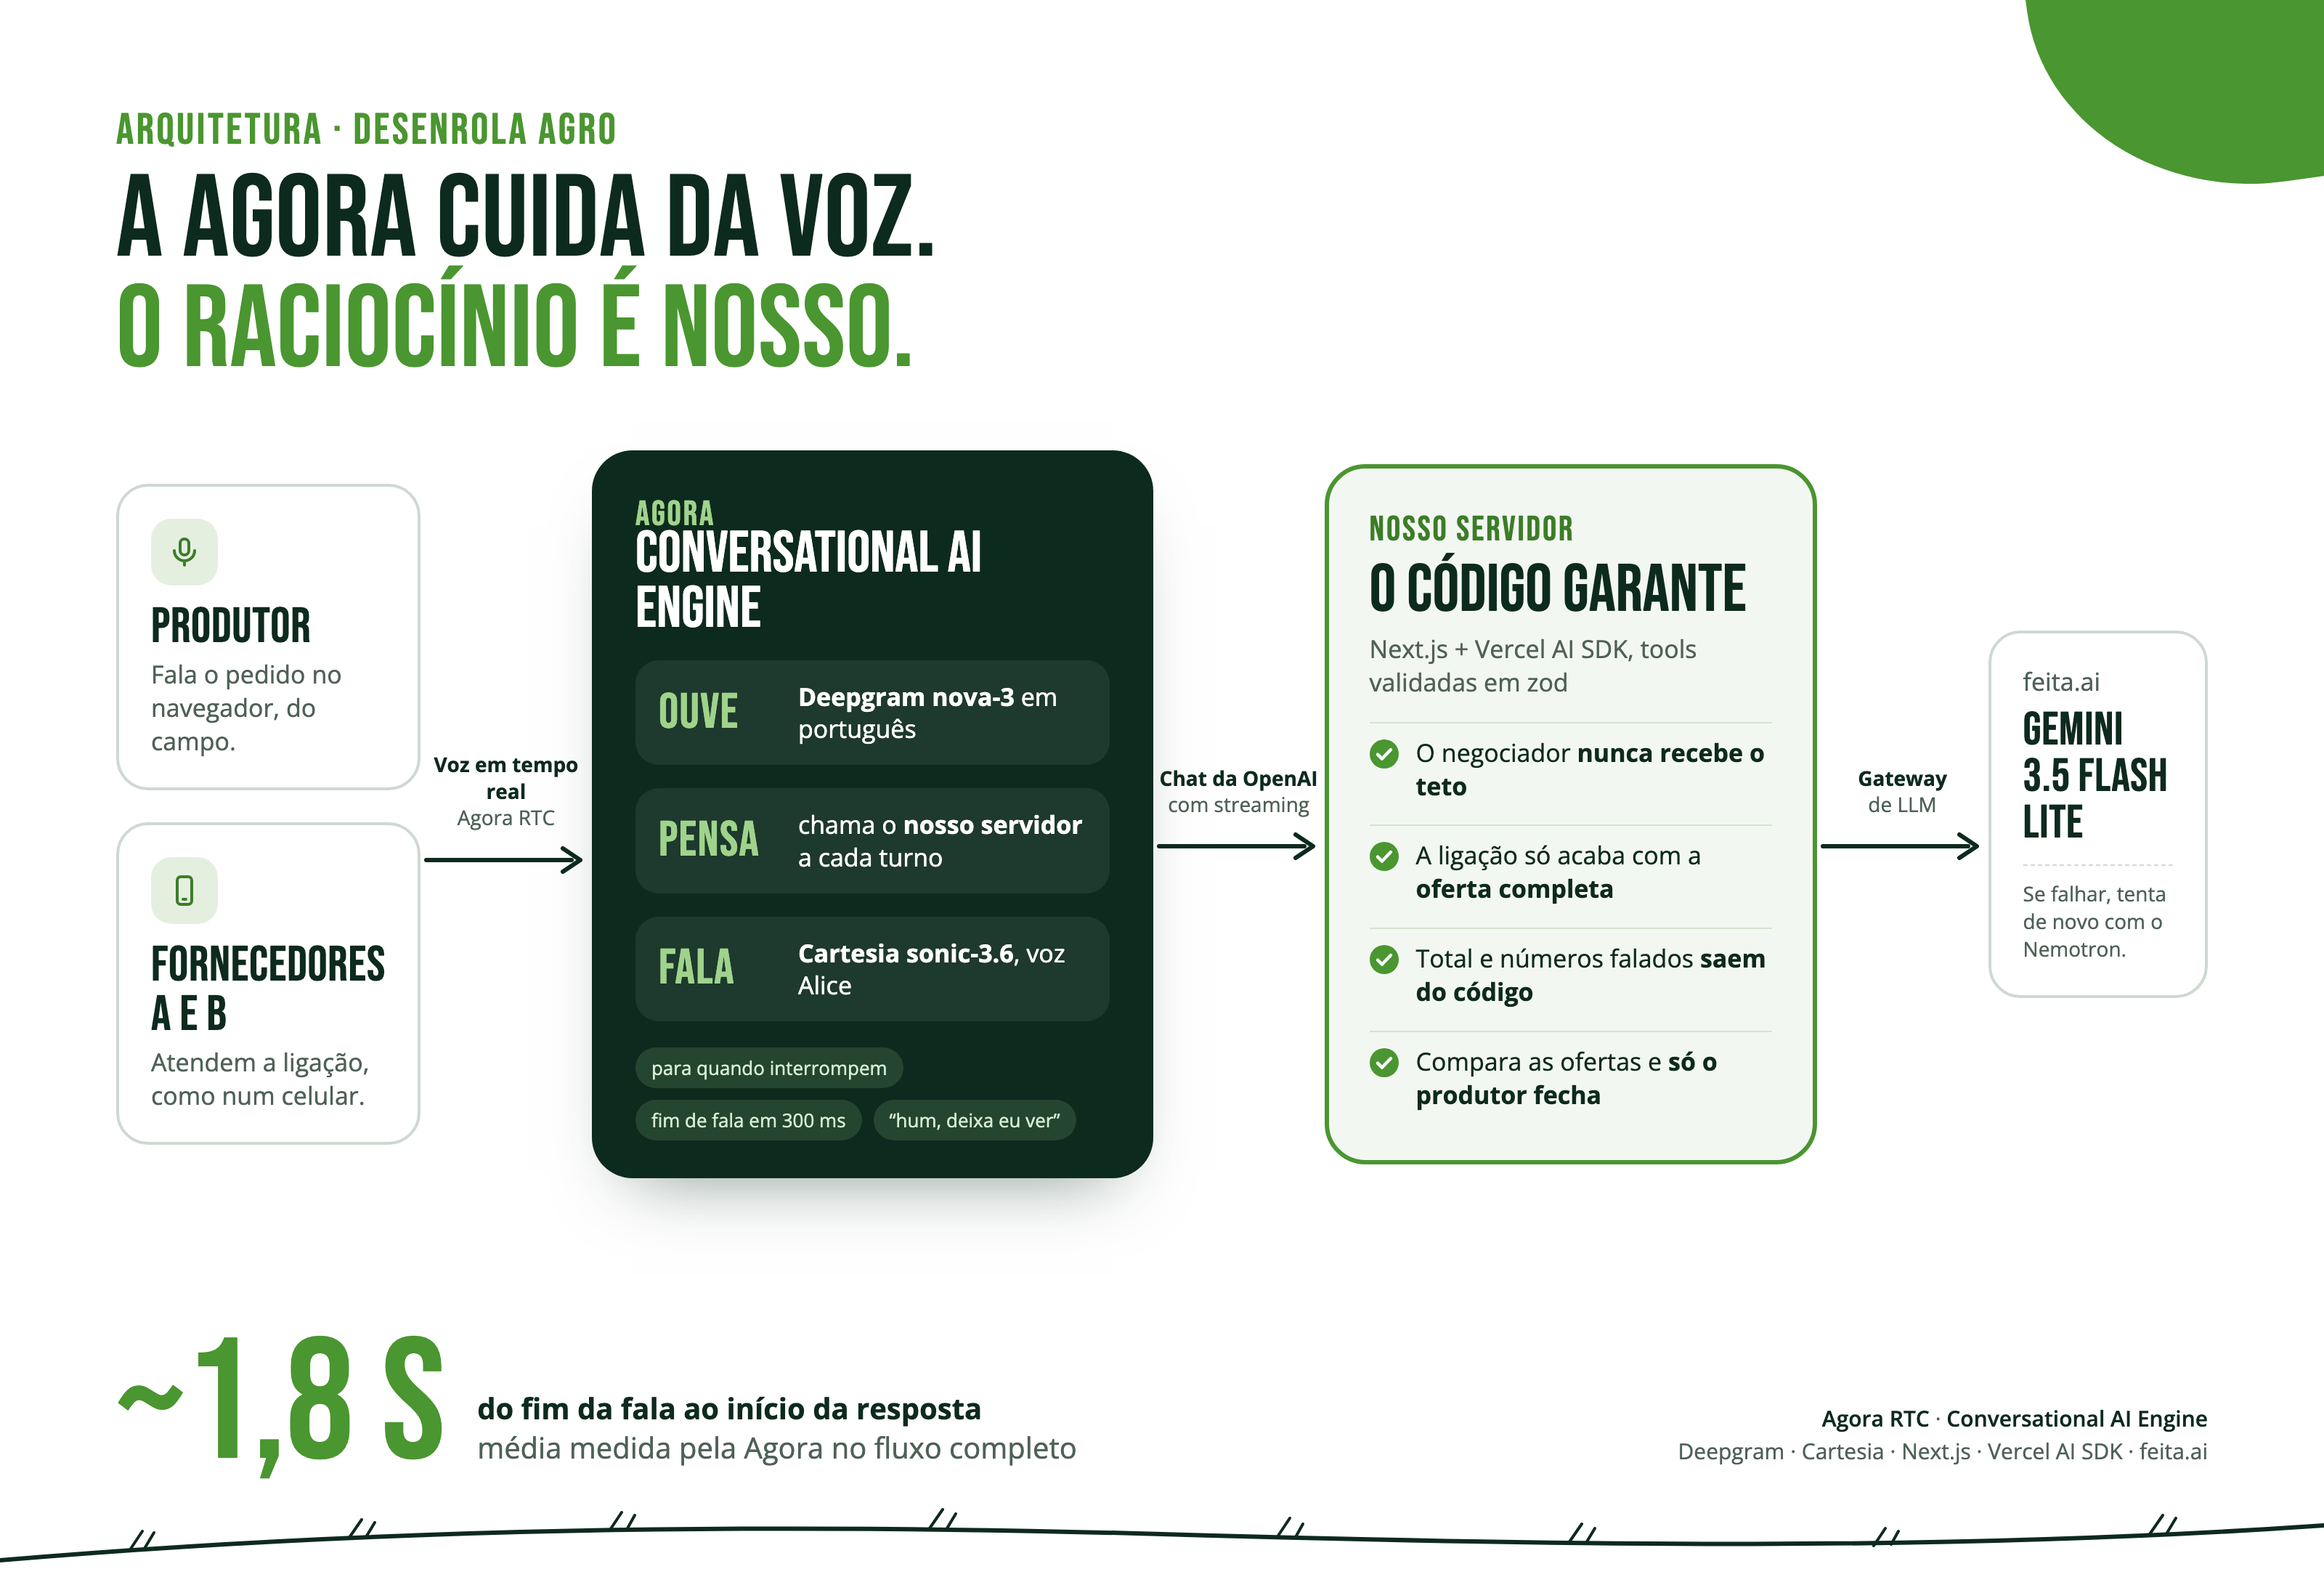 ARQUITETURA · DESENROLA AGRO
A AGORA CUIDA DA VOZ.
O RACIOCÍNIO É NOSSO.
PRODUTOR
Fala o pedido no
navegador, do
campo.
FORNECEDORES
A E B
Atendem a ligação,
como num celular.
Voz em tempo
real
Agora RTC
AGORA
CONVERSATIONAL AI
ENGINE
OUVE
Deepgram nova-3 em
português
PENSA
chama o nosso servidor
a cada turno
FALA
Cartesia sonic-3.6, voz
Alice
para quando interrompem
fim de fala em 300 ms
“hum, deixa eu ver”
Chat da OpenAI
com streaming
NOSSO SERVIDOR
O CÓDIGO GARANTE
Next.js + Vercel AI SDK, tools
validadas em zod
O negociador nunca recebe o
teto
A ligação só acaba com a
oferta completa
Total e números falados saem
do código
Compara as ofertas e só o
produtor fecha
Gateway
de LLM
feita.ai
GEMINI
3.5 FLASH
LITE
Se falhar, tenta
de novo com o
Nemotron.
~1,8 S
do fim da fala ao início da resposta
média medida pela Agora no fluxo completo
Agora RTC · Conversational AI Engine
Deepgram · Cartesia · Next.js · Vercel AI SDK · feita.ai